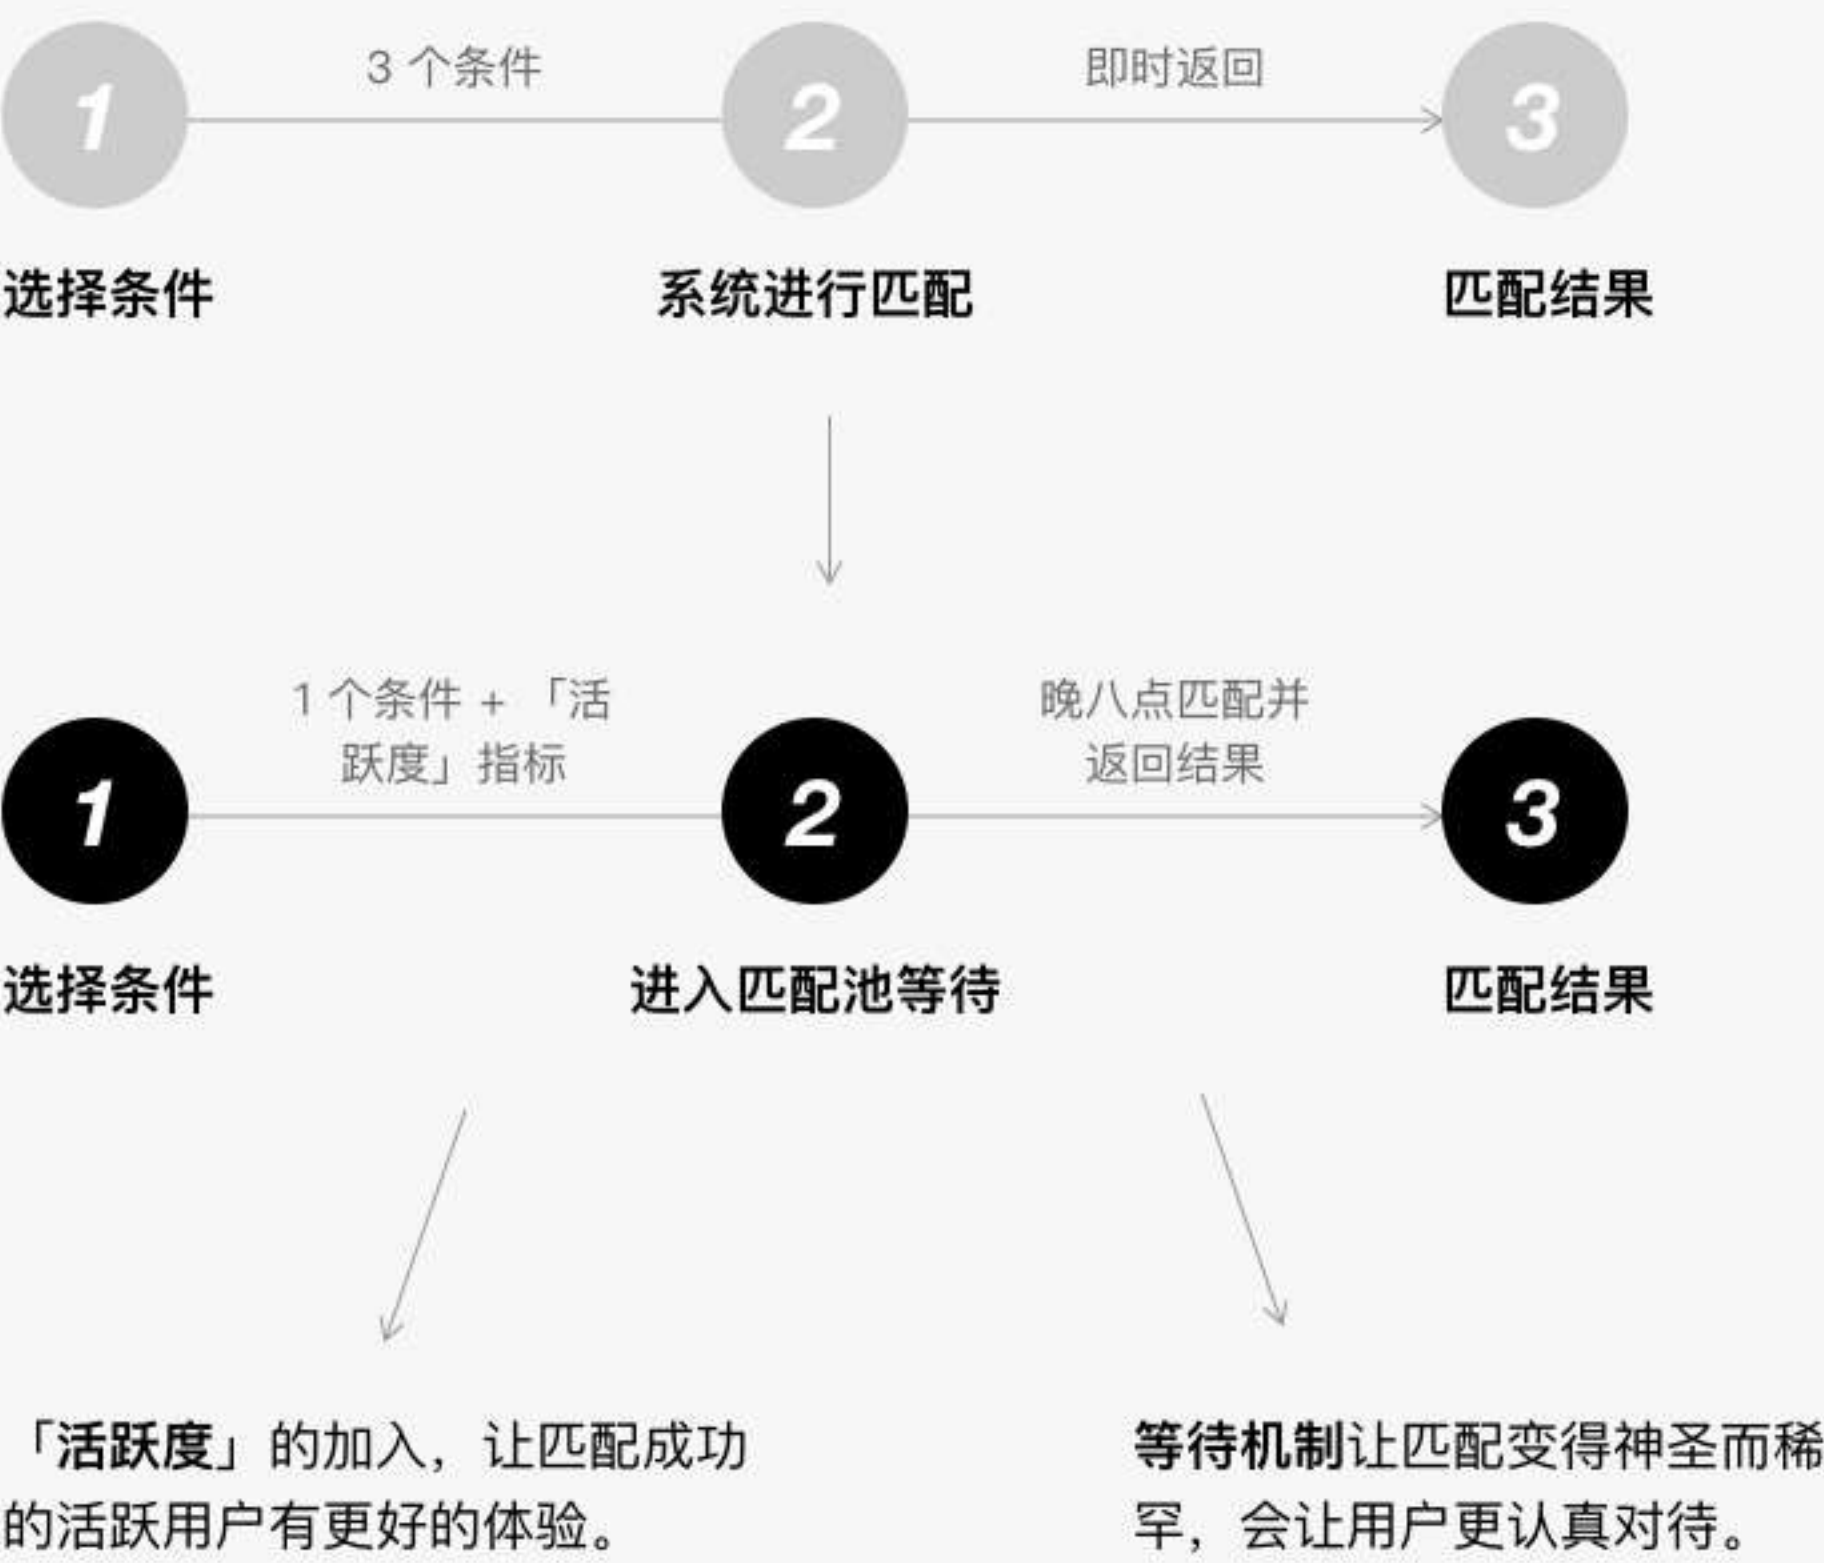 1
3 个条件
2
即时返回
3
选择条件
系统进行匹配
匹配结果
1 个条件 + 「活
跃度」指标
晚八点匹配并
返回结果
1
2
3
选择条件
进入匹配池等待
匹配结果
「活跃度」的加入，让匹配成功
的活跃用户有更好的体验。
等待机制让匹配变得神圣而稀
罕，会让用户更认真对待。